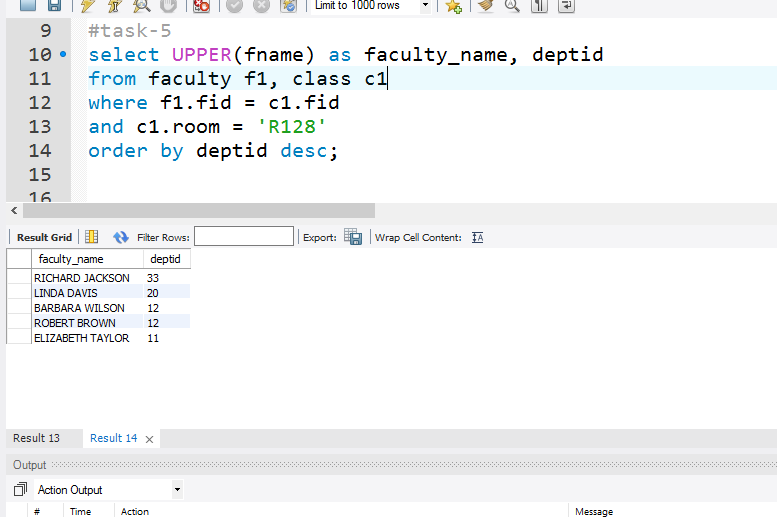 Limit to 1000 rows
9 #task-5
10 select UPPER(fname) as faculty_name, deptid
11 from faculty f1, class c1
12 where f1.fid = c1.fid
13 and c1.room = 'R128'
14 order by deptid desc;
15
16
Result Grid Filter Rows: Export: Wrap Cell Content:
faculty_name deptid
RICHARD JACKSON 33
LINDA DAVIS 20
BARBARA WILSON 12
ROBERT BROWN 12
ELIZABETH TAYLOR 11
Result 13 Result 14
Output
Action Output
# Time Action Message